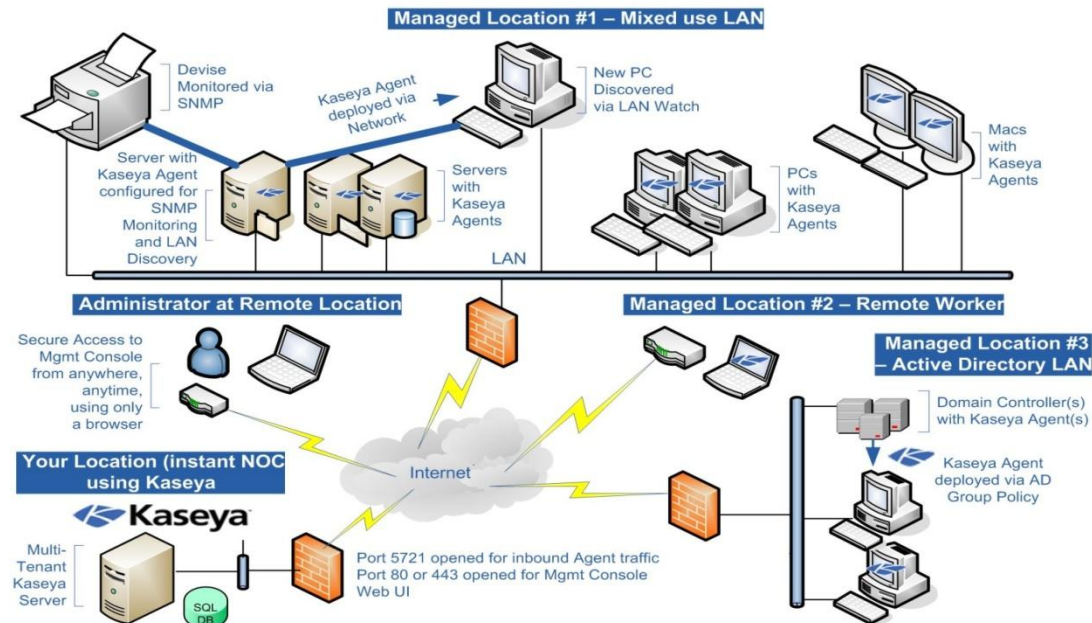 Managed Location #1 – Mixed use LAN
Devise
Monitored via
SNMP
Kaseya Agent
deployed via
Network
New PC
Discovered
via LAN Watch
Server with
Kaseya Agent
configured for
SNMP
Monitoring
and LAN
Discovery
Servers
with
Kaseya
Agents
PCs
with
Kaseya
Agents
Macs
with
Kaseya
Agents
LAN
Administrator at Remote Location
Secure Access to
Mgmt Console
from anywhere,
anytime,
using only
a browser
Managed Location #2 – Remote Worker
Managed Location #3
– Active Directory LAN
Domain Controller(s)
with Kaseya Agent(s)
Kaseya Agent
deployed via AD
Group Policy
Internet
Your Location (instant NOC
using Kaseya
Kaseya
Multi-
Tenant
Kaseya
Server
SQL
DB
Port 5721 opened for inbound Agent traffic
Port 80 or 443 opened for Mgmt Console
Web UI